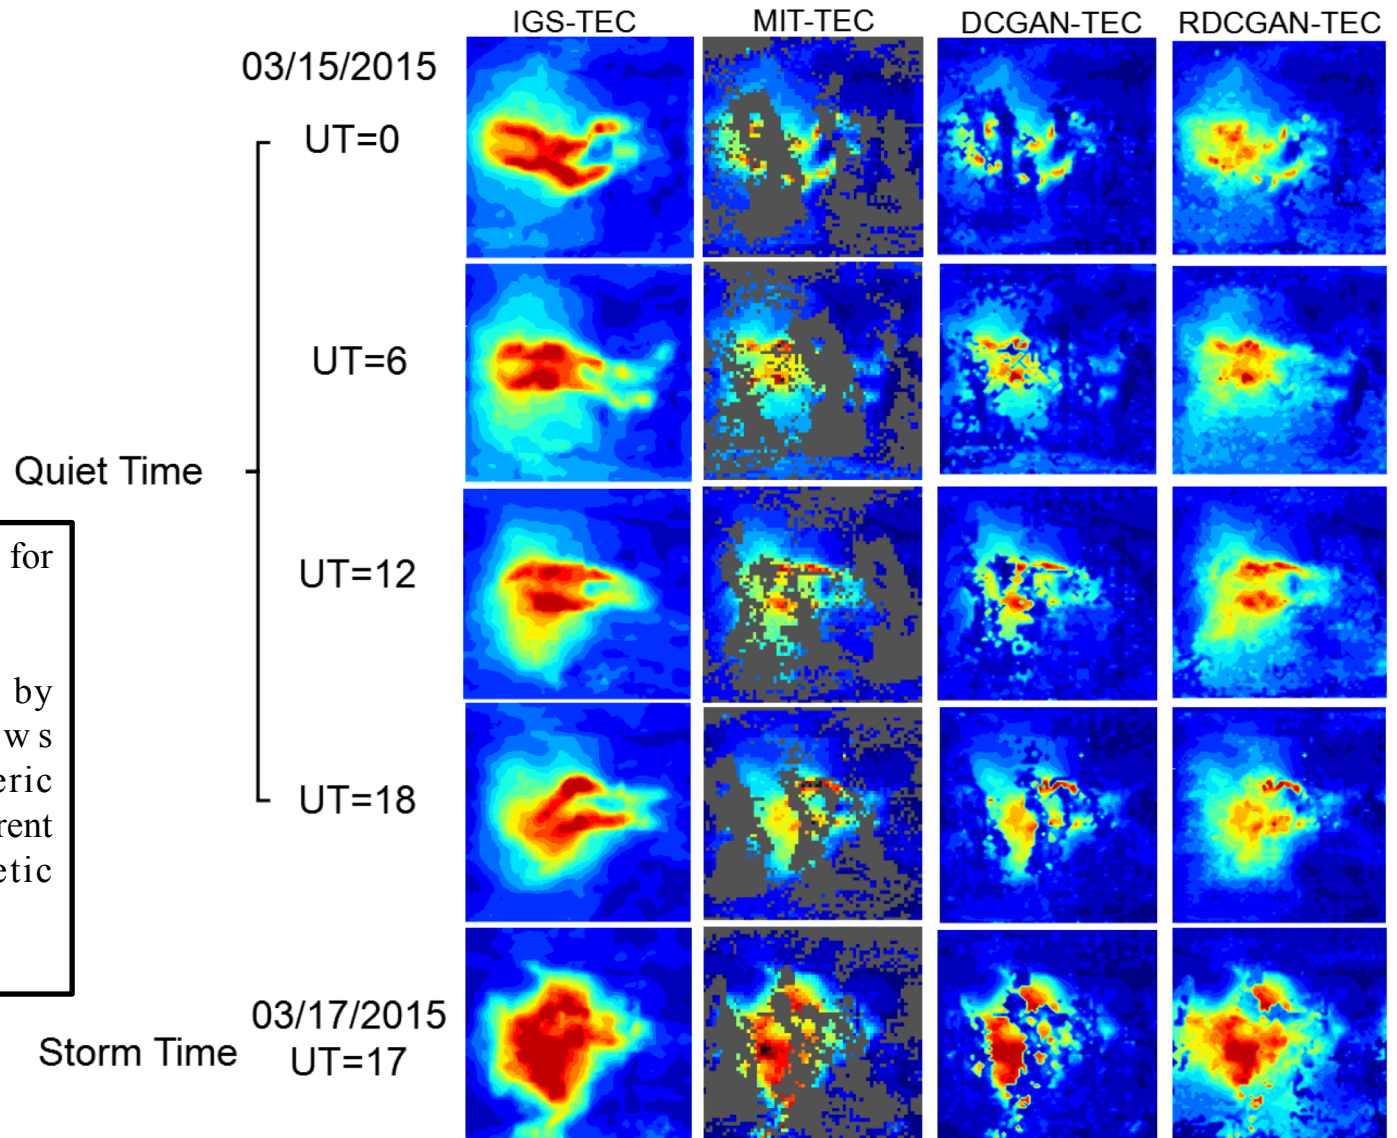 IGS-TEC MIT-TEC DCGAN-TEC RDCGAN-TEC
03/15/2015
UT=0
UT=6
Quiet Time
for
UT=12
by
w s
eric
UT=18
rent
etic
03/17/2015
Storm Time
UT=17